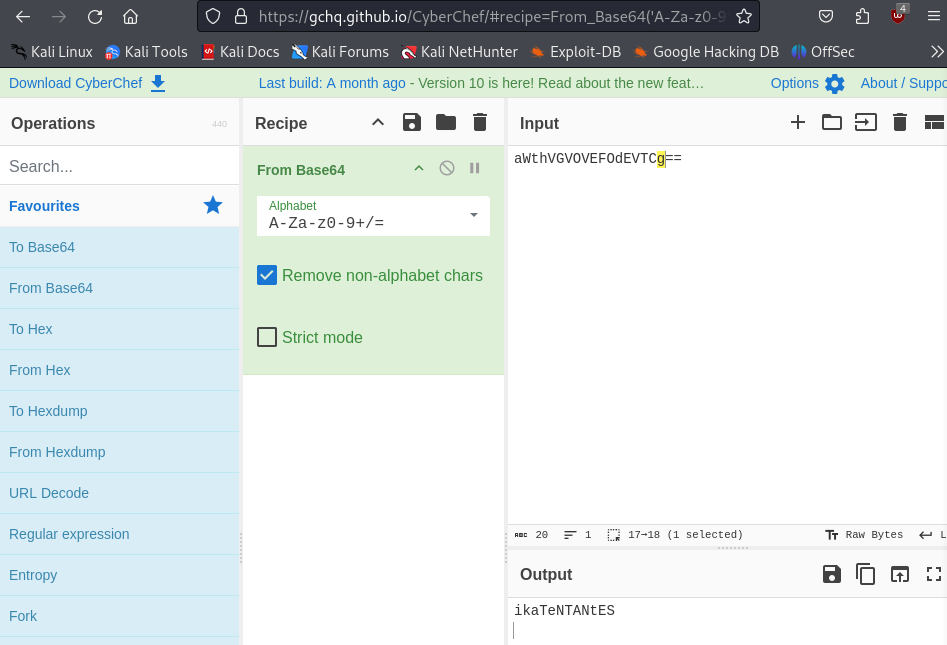 https://gchq.github.io/CyberChef/#recipe=From_Base64('A-Za-z0-9
4
Kali Linux Kali Tools Kali Docs Kali Forums Kali NetHunter Exploit-DB Google Hacking DB OffSec
Download CyberChef Last build: A month ago - Version 10 is here! Read about the new feat… Options About / Suppo
Operations 440
Search...
Favourites
To Base64
From Base64
To Hex
From Hex
To Hexdump
From Hexdump
URL Decode
Regular expression
Entropy
Fork
Recipe
From Base64
Alphabet
A-Za-z0-9+/=
Remove non-alphabet chars
Strict mode
Input
aWthVGVOVEFOdEVTCg==
ABC 20 1 17→18 (1 selected) Raw Bytes L
Output
ikaTeNTANtES